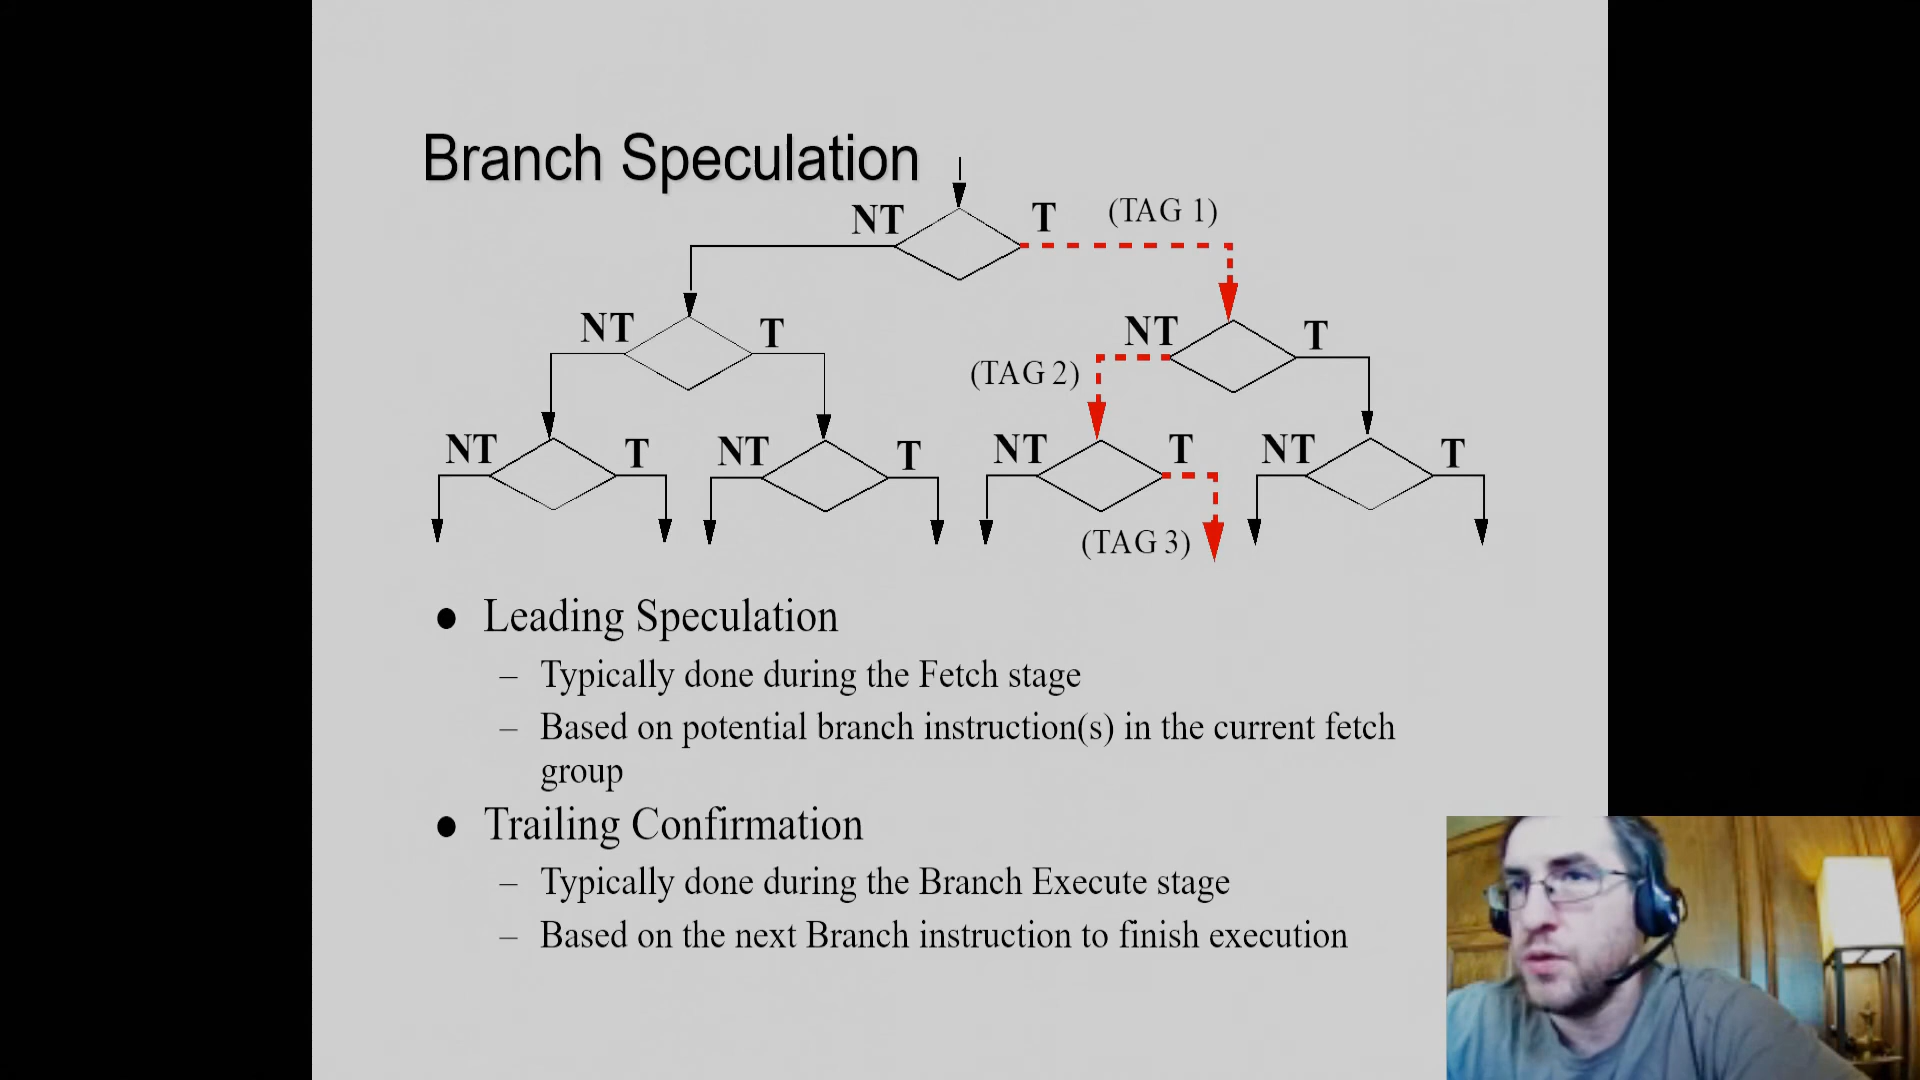 Branch Speculation
NT T (TAG 1)
NT T NT T
(TAG 2)
NT T NT T NT T NT T
(TAG 3)
● Leading Speculation
– Typically done during the Fetch stage
– Based on potential branch instruction(s) in the current fetch
group
● Trailing Confirmation
– Typically done during the Branch Execute stage
– Based on the next Branch instruction to finish execution